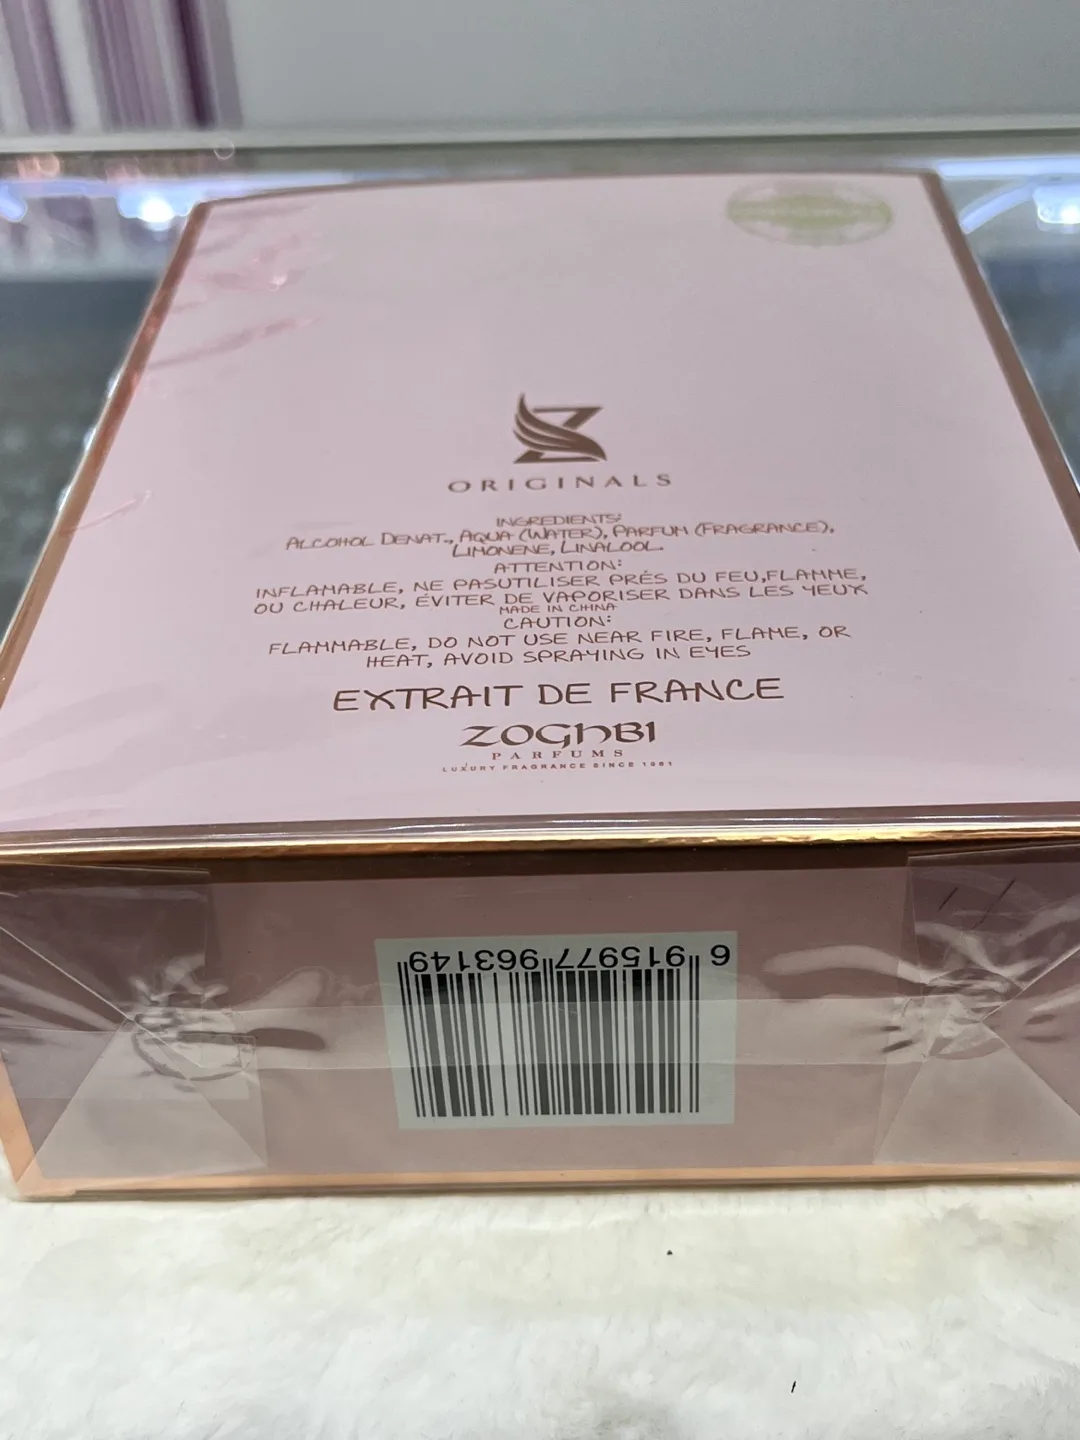 ORIGINALS
INGREDIENTS:
ALCOHOL DENAT., AQUA (WATER), PARFUM (FRAGRANCE),
LIMONENE, LINALOOL.
ATTENTION:
INFLAMABLE, NE PASUTILISER PRÉS DU FEU,FLAMME,
OU CHALEUR, ÉVITER DE VAPORISER DANS LES YEUX
MADE IN CHINA
CAUTION:
FLAMMABLE, DO NOT USE NEAR FIRE, FLAME, OR
HEAT, AVOID SPRAYING IN EYES
EXTRAIT DE FRANCE
ZOGHBI
PARFUMS
LUXURY FRAGRANCE SINCE 1981
6 915977 963149